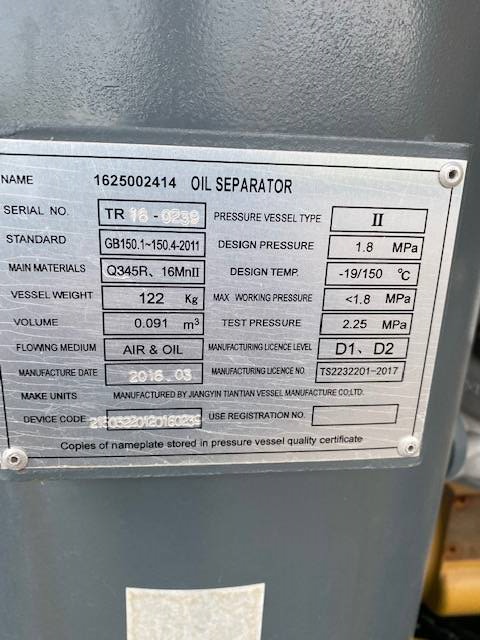 NAME 1625002414 OIL SEPARATOR
SERIAL NO. TR 16-0239 PRESSURE VESSEL TYPE II
STANDARD GB150.1~150.4-2011 DESIGN PRESSURE 1.8 MPa
MAIN MATERIALS Q345R、16MnII DESIGN TEMP. -19/150 ℃
VESSEL WEIGHT 122 Kg MAX WORKING PRESSURE <1.8 MPa
VOLUME 0.091 m³ TEST PRESSURE 2.25 MPa
FLOWING MEDIUM AIR & OIL MANUFACTURING LICENCE LEVEL D1、D2
MANUFACTURE DATE 2016.03 MANUFACTURING LICENCE NO. TS2232201-2017
MAKE UNITS MANUFACTURED BY JIANGYIN TIANTIAN VESSEL MANUFACTURE CO;LTD.
DEVICE CODE USE REGISTRATION NO.
Copies of nameplate stored in pressure vessel quality certificate